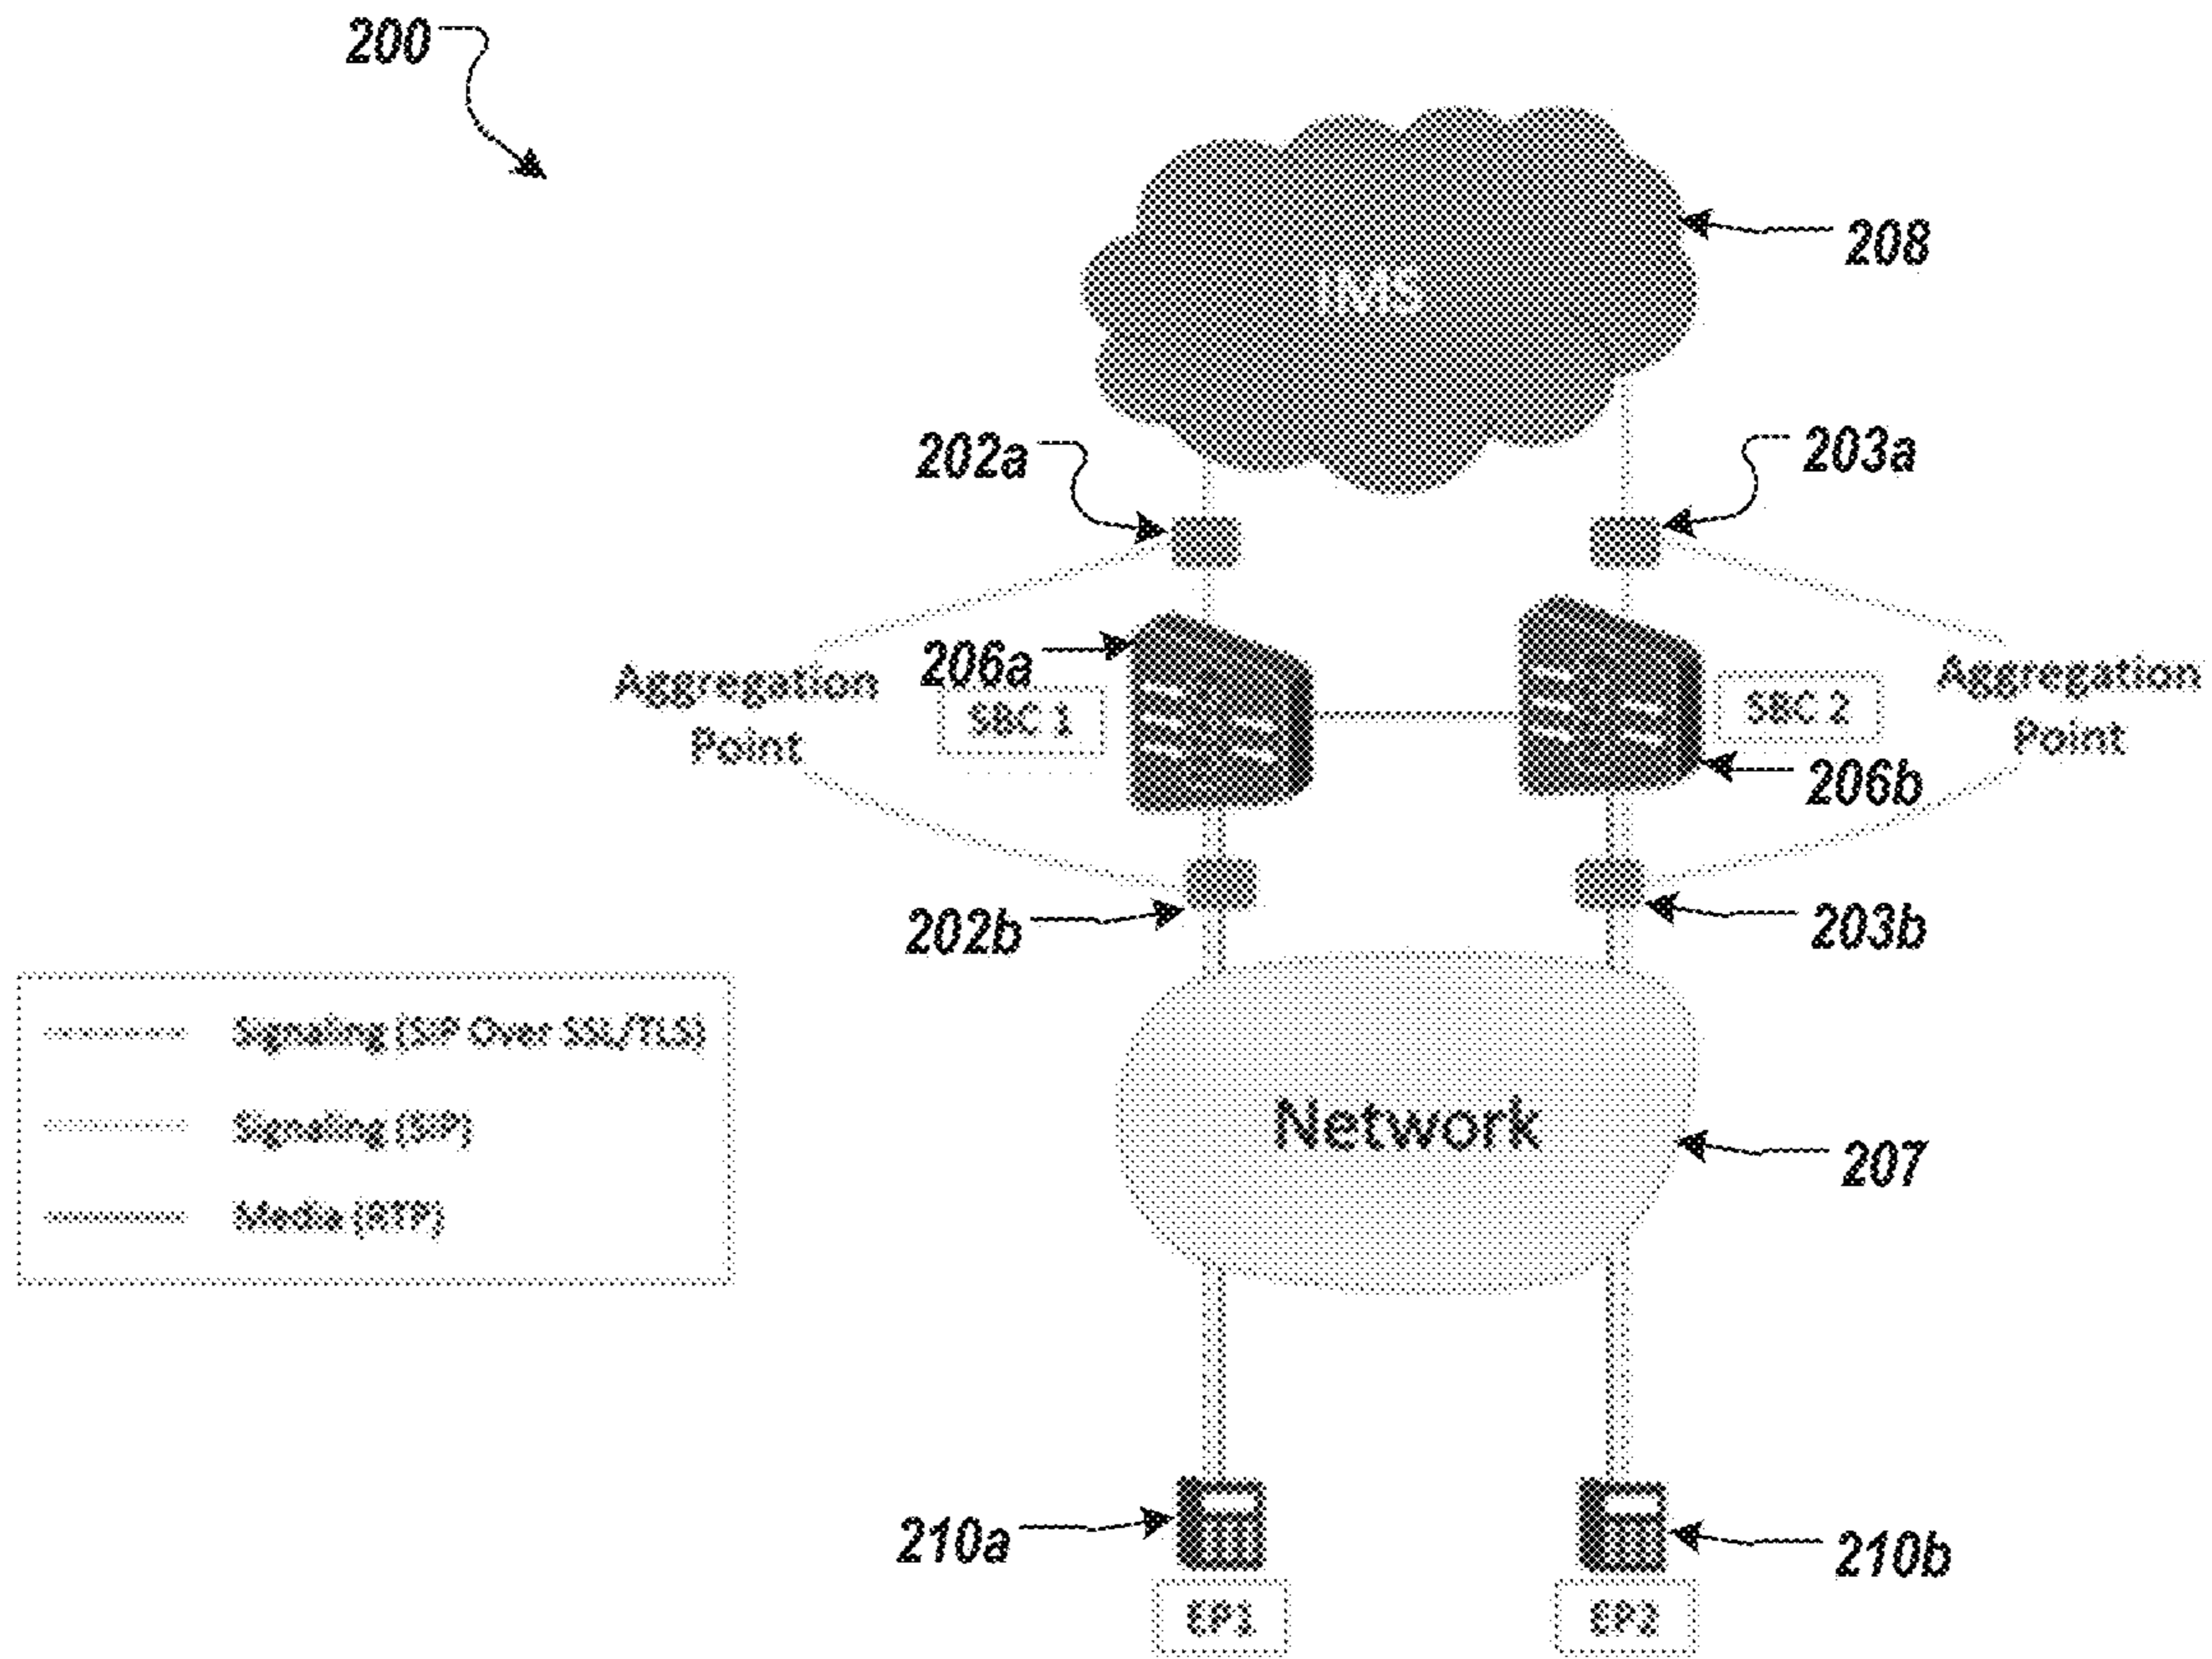 200
IMS
208
202a
203a
206a
Aggregation
Point
SBC 1
SBC 2
Aggregation
Point
206b
202b
203b
Signaling (SIP Over SSL/TLS)
Signaling (SIP)
Media (RTP)
Network
207
210a
210b
EP1
EP2